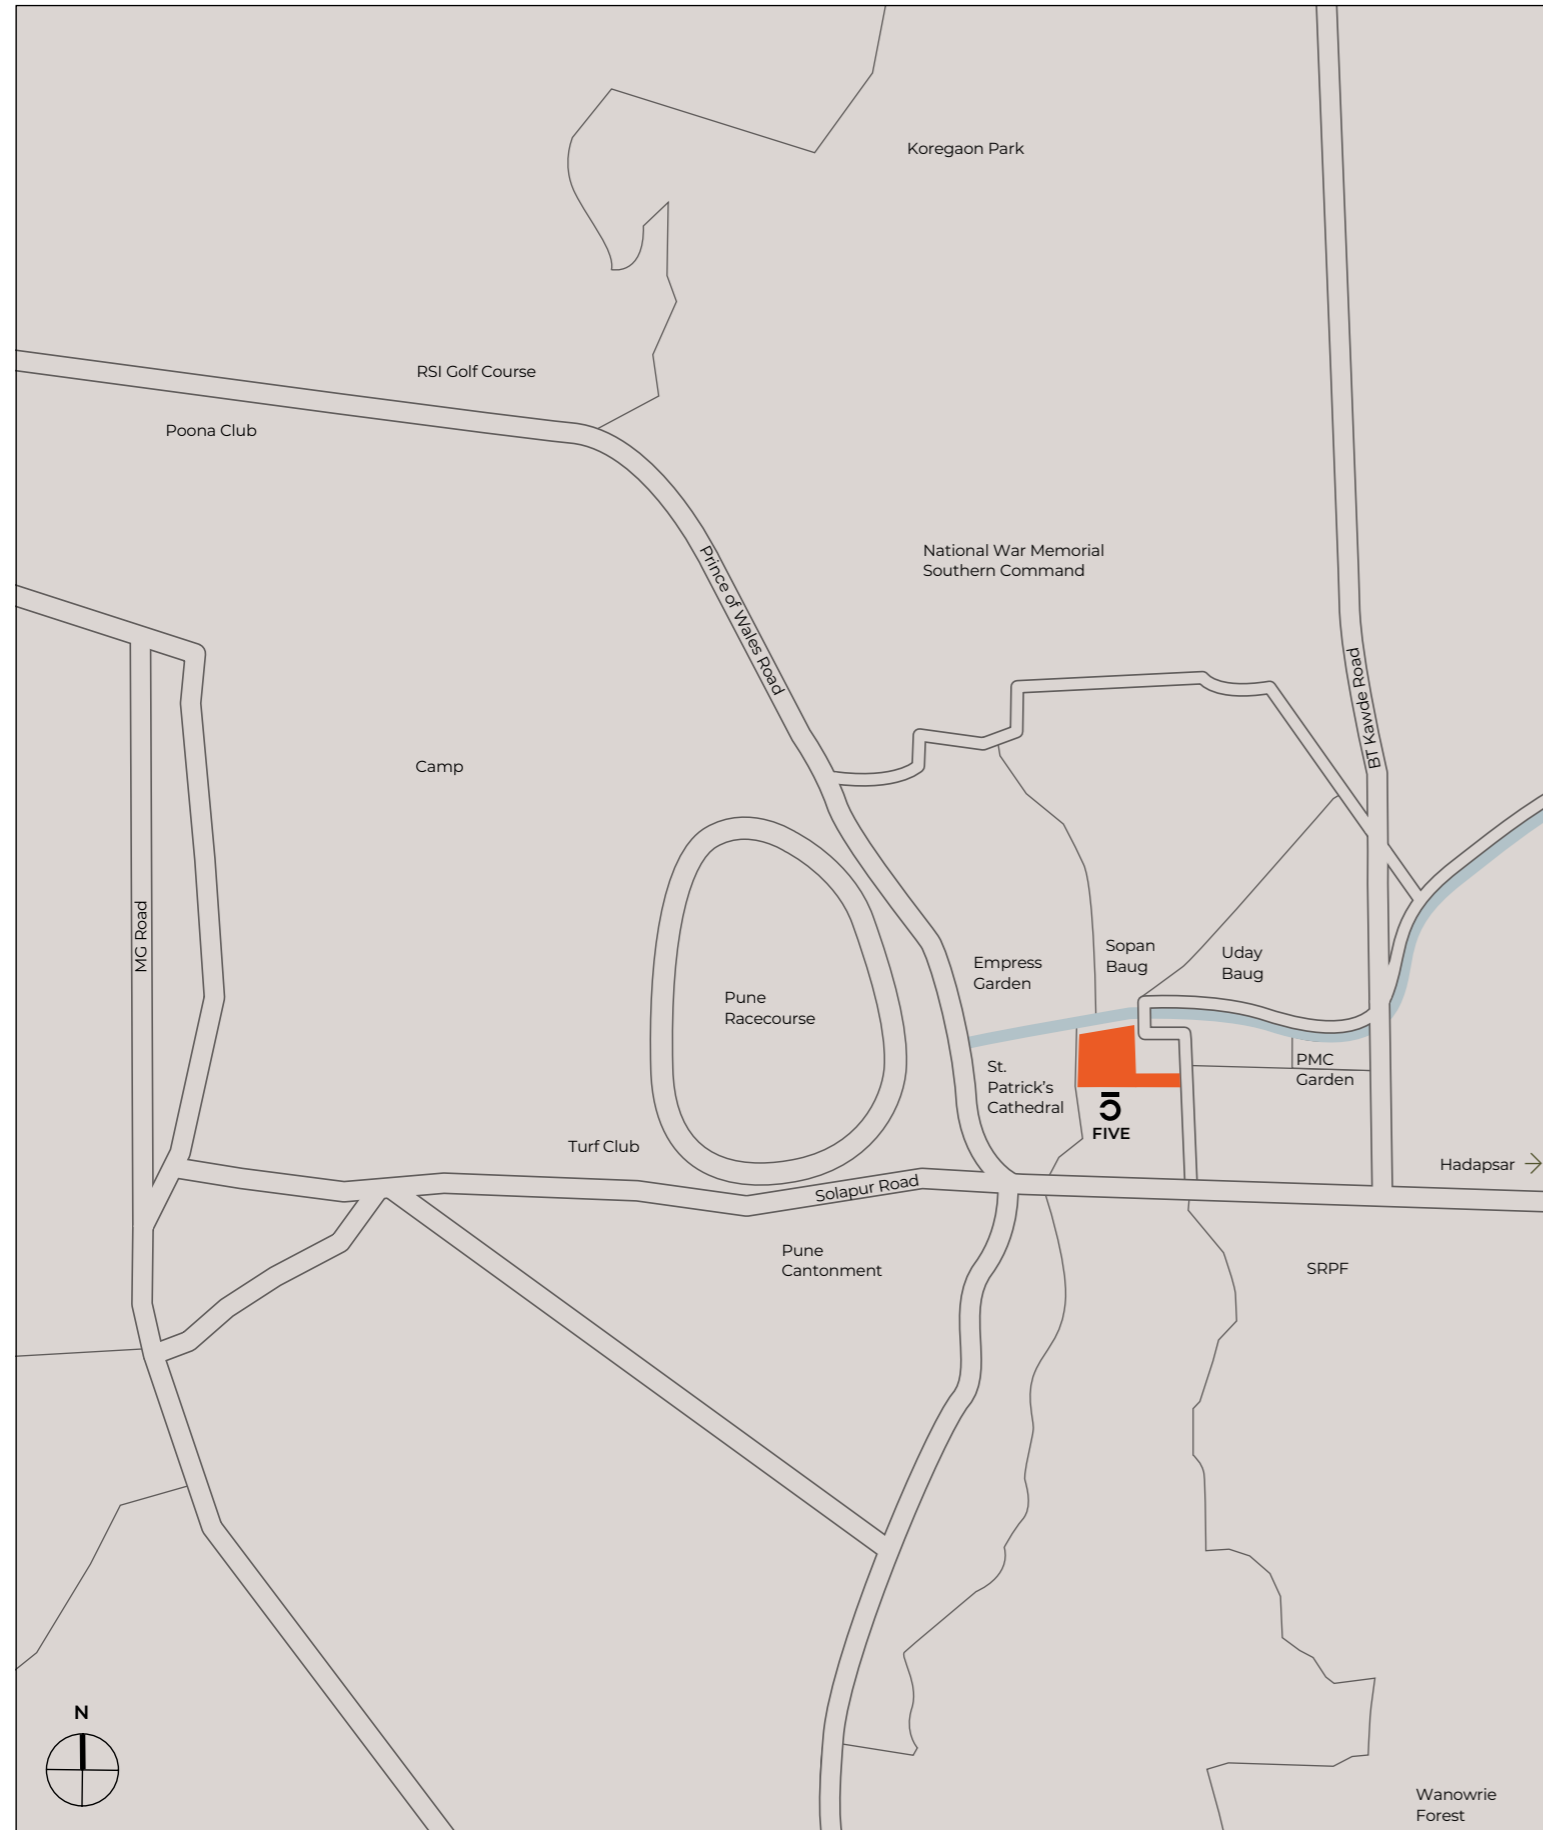 Koregaon Park
RSI Golf Course
Poona Club
National War Memorial
Southern Command
Prince of Wales Road
BT Kawde Road
Camp
MG Road
Sopan
Baug
Uday
Baug
Empress
Garden
Pune
Racecourse
St.
Patrick's
Cathedral
PMC
Garden
5
FIVE
Turf Club
Hadapsar
Solapur Road
Pune
Cantonment
SRPF
N
Wanowrie
Forest